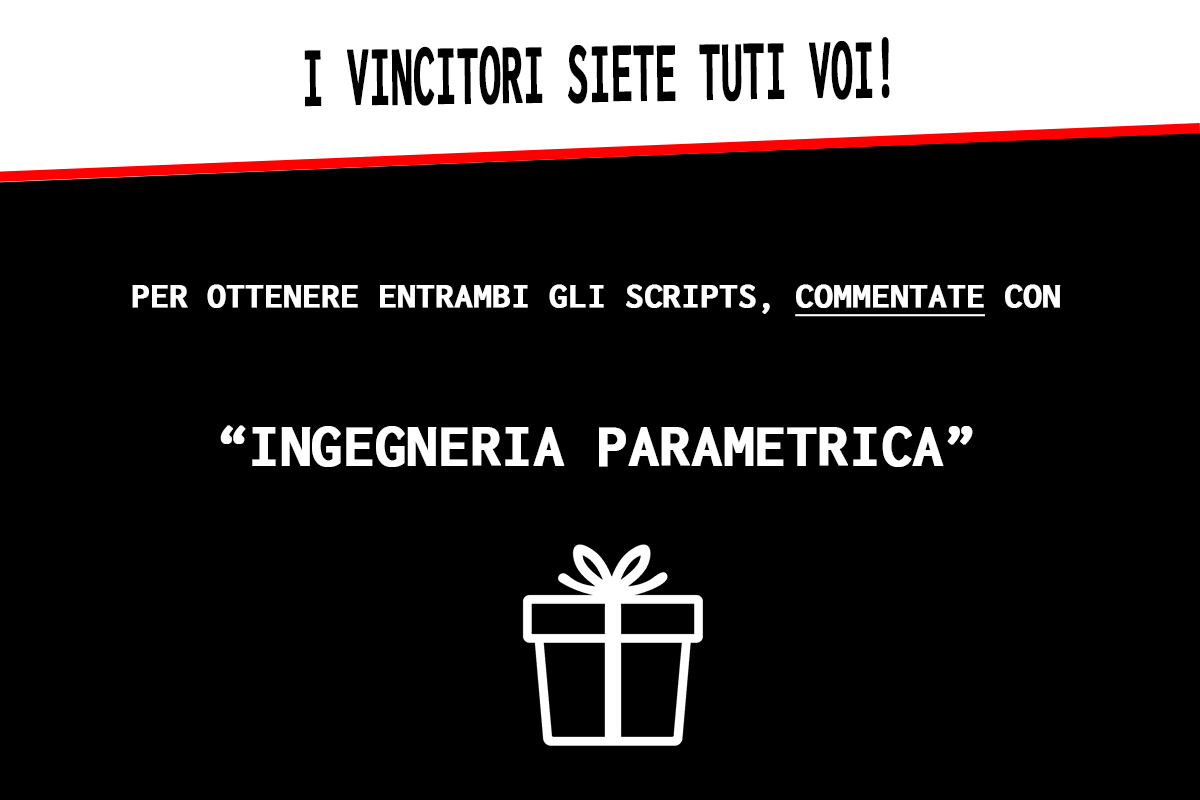 I VINCITORI SIETE TUTI VOI!
PER OTTENERE ENTRAMBI GLI SCRIPTS, COMMENTATE CON
“INGEGNERIA PARAMETRICA”